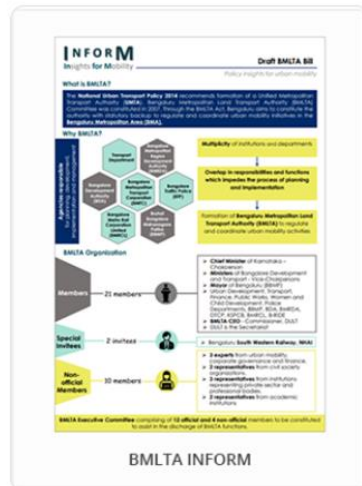 INFORM
Insights for Mobility
Draft BMLTA Bill
Policy insights for urban mobility
What is BMLTA?
The National Urban Transport Policy 2014 recommends formation of a Unified Metropolitan
Transport Authority (UMTA). Bengaluru Metropolitan Land Transport Authority (BMLTA)
Committee was constituted in 2007. Through the BMLTA Act, Bengaluru aims to constitute the
authority with statutory backup to regulate and coordinate urban mobility initiatives in the
Bengaluru Metropolitan Area (BMA).
Why BMLTA?
Agencies responsible
for planning, development,
Transport
Department
Bengaluru
Metropolitan
Region
Development
Authority
Bangalore
Development
Authority
(BDA)
Bengaluru
Metropolitan
Transport
Corporation
(BMTC)
Bengaluru
Traffic Police
(BTP)
Bangalore
Metro Rail
Corporation
Limited
(BMRCL)
Bruhat
Bengaluru
Mahanagara
Palike
(BBMP)
Multiplicity of institutions and departments
Overlap in responsibilities and functions
which impedes the process of planning
and implementation
Formation of Bengaluru Metropolitan Land
Transport Authority (BMLTA) to regulate
and coordinate urban mobility activities
BMLTA Organization
Members
21 members
Chief Minister of Karnataka –
Chairperson
Ministers of Bangalore Development
and Transport - Vice-Chairpersons
Mayor of Bengaluru (BBMP)
Urban Development, Transport,
Finance, Public Works, Women and
Child Development, Police
Departments, BBMP, BDA, BMRDA,
DTCP, KSPCB, BMRCL, K-RIDE
BMLTA CEO - Commissioner, DULT
DULT is the Secretariat
Special
Invitees
2 invitees
Bengaluru South Western Railway, NHAI
Non-
official
Members
10 members
3 experts from urban mobility,
corporate governance and finance.
2 representatives from civil society
organizations.
3 representatives from institutions
representing private sector and
professional bodies.
2 representatives from academic
institutions
BMLTA Executive Committee comprising of 12 official and 4 non-official members to be constituted
to assist in the discharge of BMLTA functions.
BMLTA INFORM